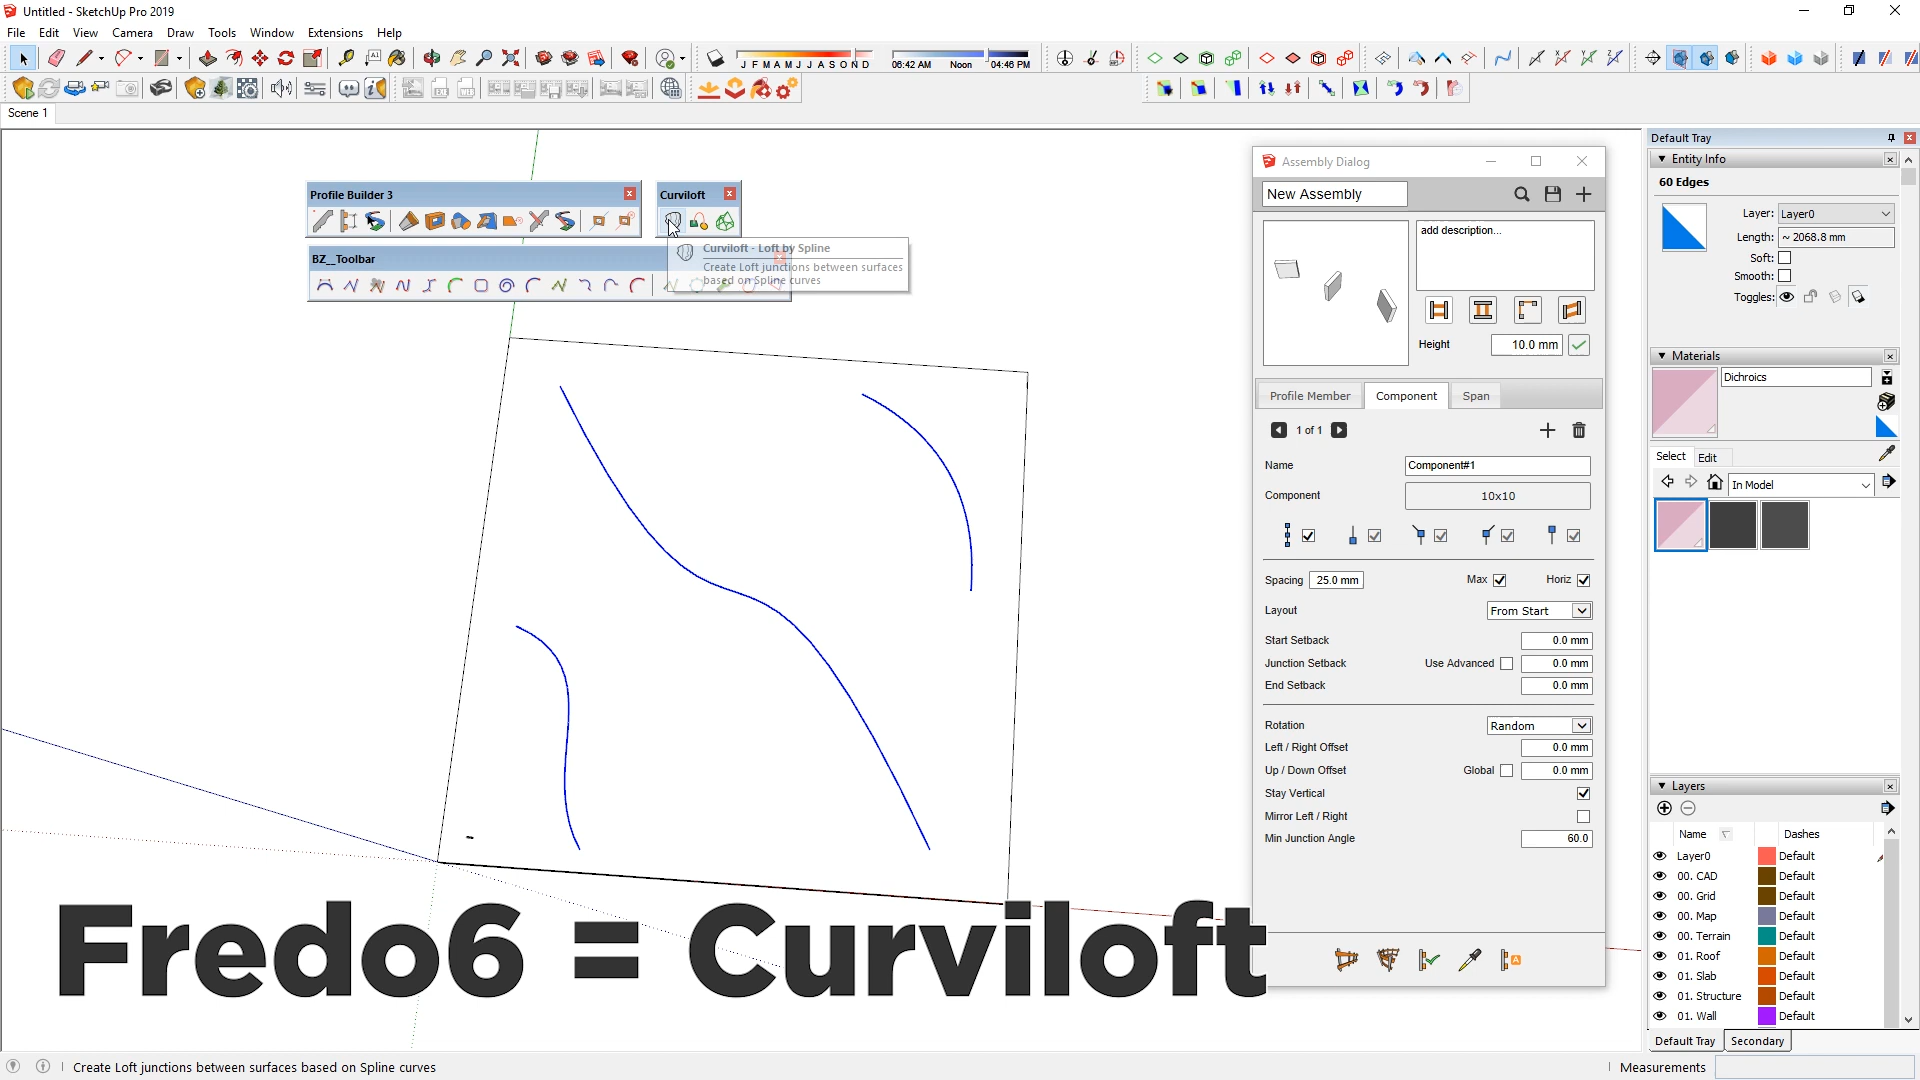 Untitled - SketchUp Pro 2019
File Edit View Camera Draw Tools Window Extensions Help
J F M A M J J A S O N D 06:42 AM Noon 04:46 PM
Scene 1
Profile Builder 3
Curviloft
BZ__Toolbar
Curviloft - Loft by Spline
Create Loft junctions between surfaces
based on Spline curves
Fredo6 = Curviloft
Assembly Dialog
New Assembly
add description...
Height 10.0 mm
Profile Member Component Span
1 of 1
Name Component#1
Component 10x10
Spacing 25.0 mm Max Horiz
Layout From Start
Start Setback 0.0 mm
Junction Setback Use Advanced 0.0 mm
End Setback 0.0 mm
Rotation Random
Left / Right Offset 0.0 mm
Up / Down Offset Global 0.0 mm
Stay Vertical
Mirror Left / Right
Min Junction Angle 60.0
A
Default Tray
Entity Info
60 Edges
Layer: Layer0
Length: ~ 2068.8 mm
Soft:
Smooth:
Toggles:
Materials
Dichroics
Select Edit
In Model
Layers
Name Dashes
Layer0 Default
00. CAD Default
00. Grid Default
00. Map Default
00. Terrain Default
01. Roof Default
01. Slab Default
01. Structure Default
01. Wall Default
Default Tray Secondary
Create Loft junctions between surfaces based on Spline curves
Measurements